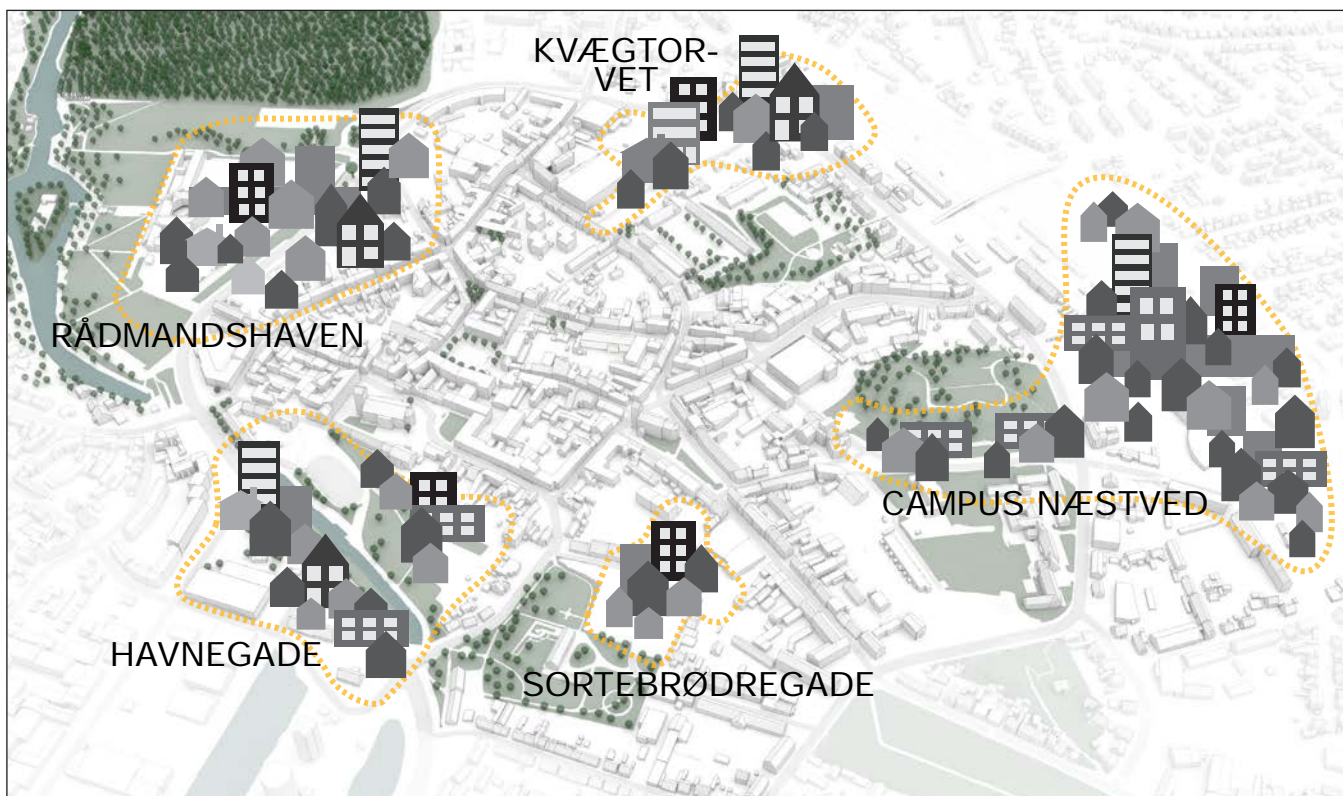 KVÆGTOR-
VET
RÅDMANDSHAVEN
CAMPUS NÆSTVED
HAVNEGADE
SORTEBRØDREGADE